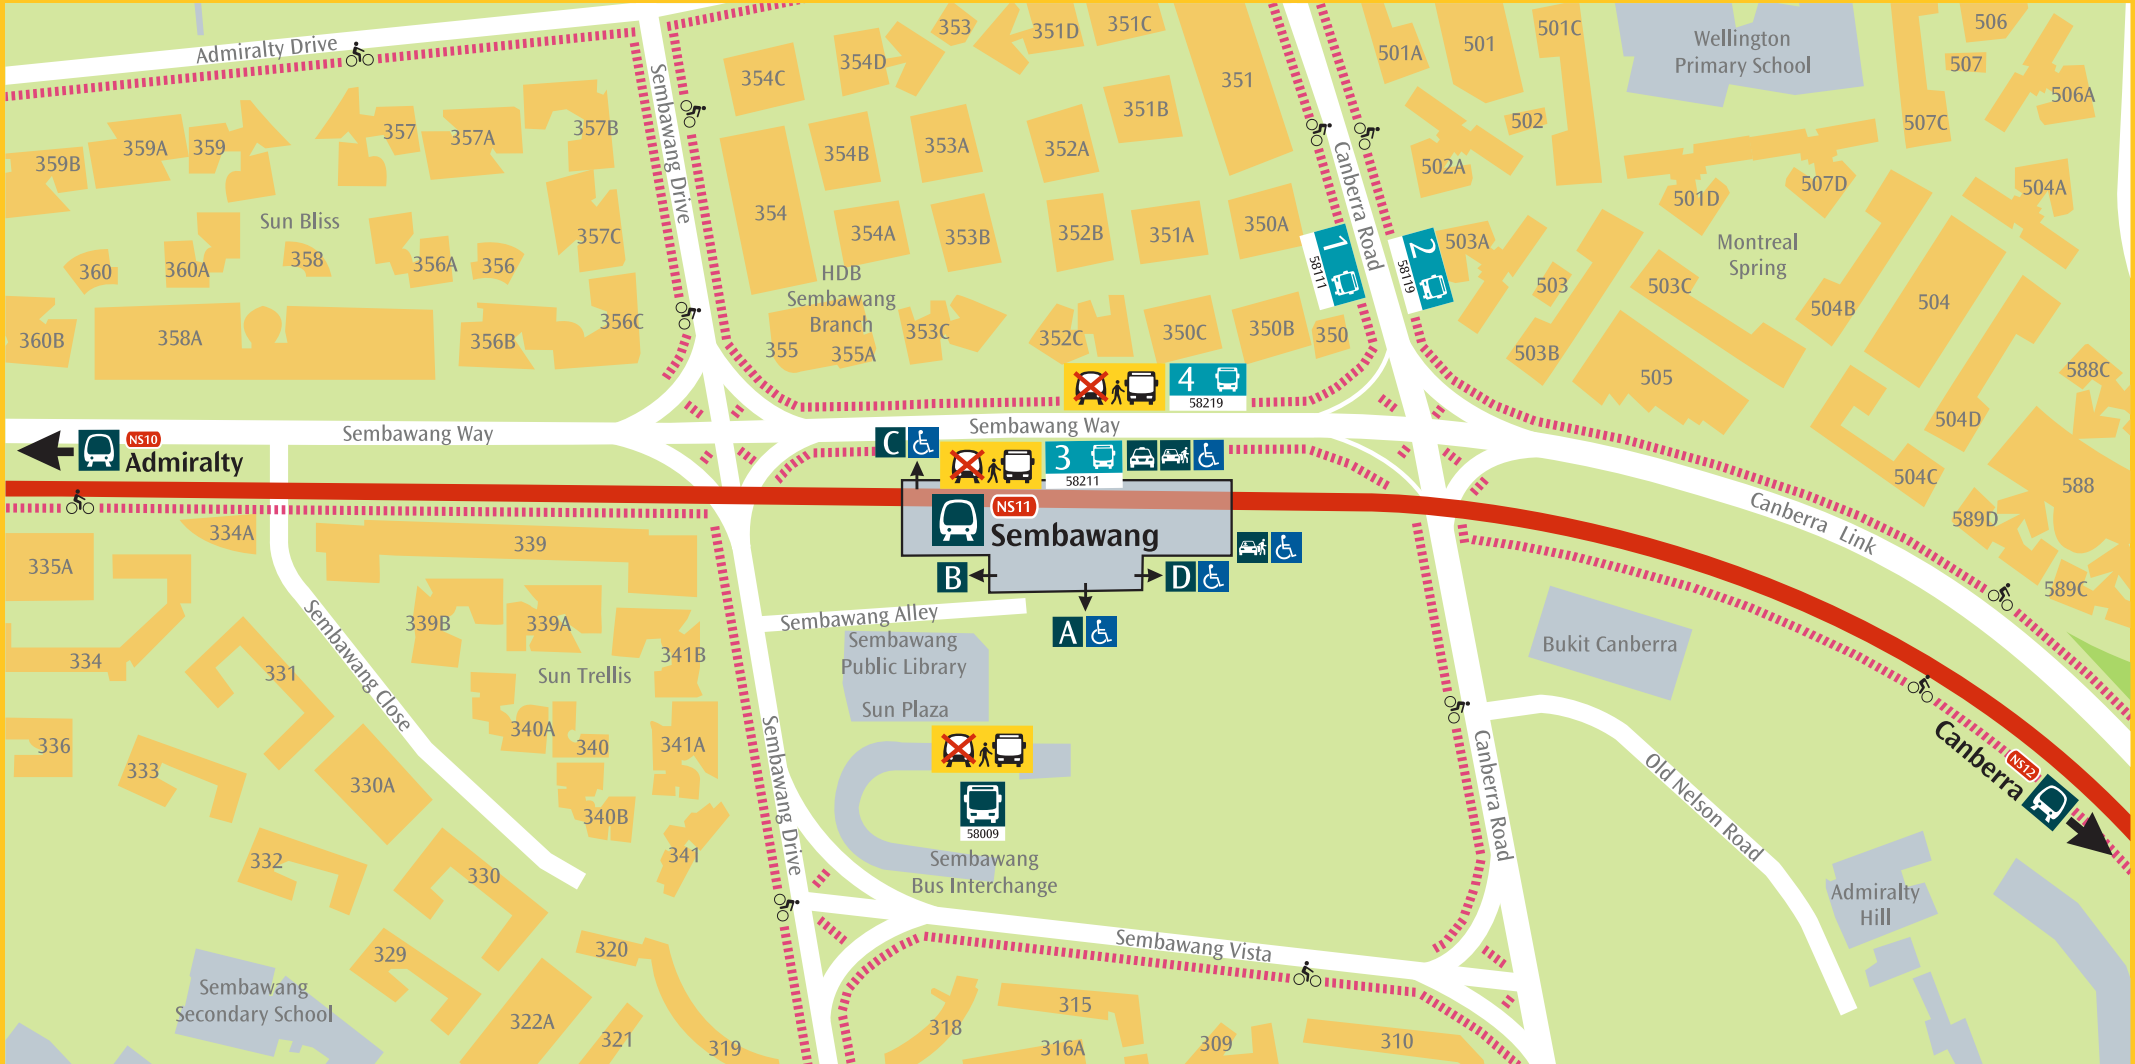 Admiralty Drive
353
351D
351C
354C
354D
351
501A
501
501C
Wellington
Primary School
506
507
506A
Sembawang Drive
359B
359A
359
357
357A
357B
354B
353A
352A
351B
Canberra Road
502
502A
507C
501D
507D
504A
Sun Bliss
354
354A
353B
352B
351A
350A
1
58111
2
58119
503A
Montreal
Spring
357C
360
360A
358
356A
356
HDB
Sembawang
Branch
503
503C
504B
504
360B
358A
356B
356C
355
355A
353C
352C
350C
350B
350
503B
505
588C
4
58219
504D
Sembawang Way
Sembawang Way
NS10
Admiralty
C
3
58211
504C
588
589D
Canberra Link
NS11
Sembawang
334A
335A
339
B
D
A
589C
Sembawang Close
339B
339A
Sembawang Alley
Sembawang
Public Library
Bukit Canberra
334
331
Sun Trellis
341B
Sun Plaza
336
333
330A
340A
340
341A
Sembawang Drive
Canberra Road
Old Nelson Road
Canberra
NS12
58009
340B
332
330
341
Sembawang
Bus Interchange
Admiralty
Hill
329
320
Sembawang Vista
Sembawang
Secondary School
322A
321
319
318
315
316A
309
310